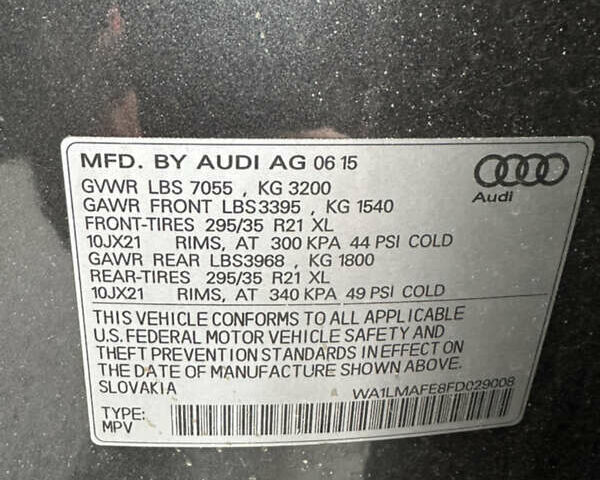 MFD. BY AUDI AG 06 15
Audi
GVWR LBS 7055 , KG 3200
GAWR FRONT LBS3395 , KG 1540
FRONT-TIRES 295/35 R21 XL
10JX21 RIMS, AT 300 KPA 44 PSI COLD
GAWR REAR LBS3968 , KG 1800
REAR-TIRES 295/35 R21 XL
10JX21 RIMS, AT 340 KPA 49 PSI COLD
THIS VEHICLE CONFORMS TO ALL APPLICABLE
U.S. FEDERAL MOTOR VEHICLE SAFETY AND
THEFT PREVENTION STANDARDS IN EFFECT ON
THE DATE OF MANUFACTURE SHOWN ABOVE.
SLOVAKIA WA1LMAFE8FD029008
TYPE:
MPV